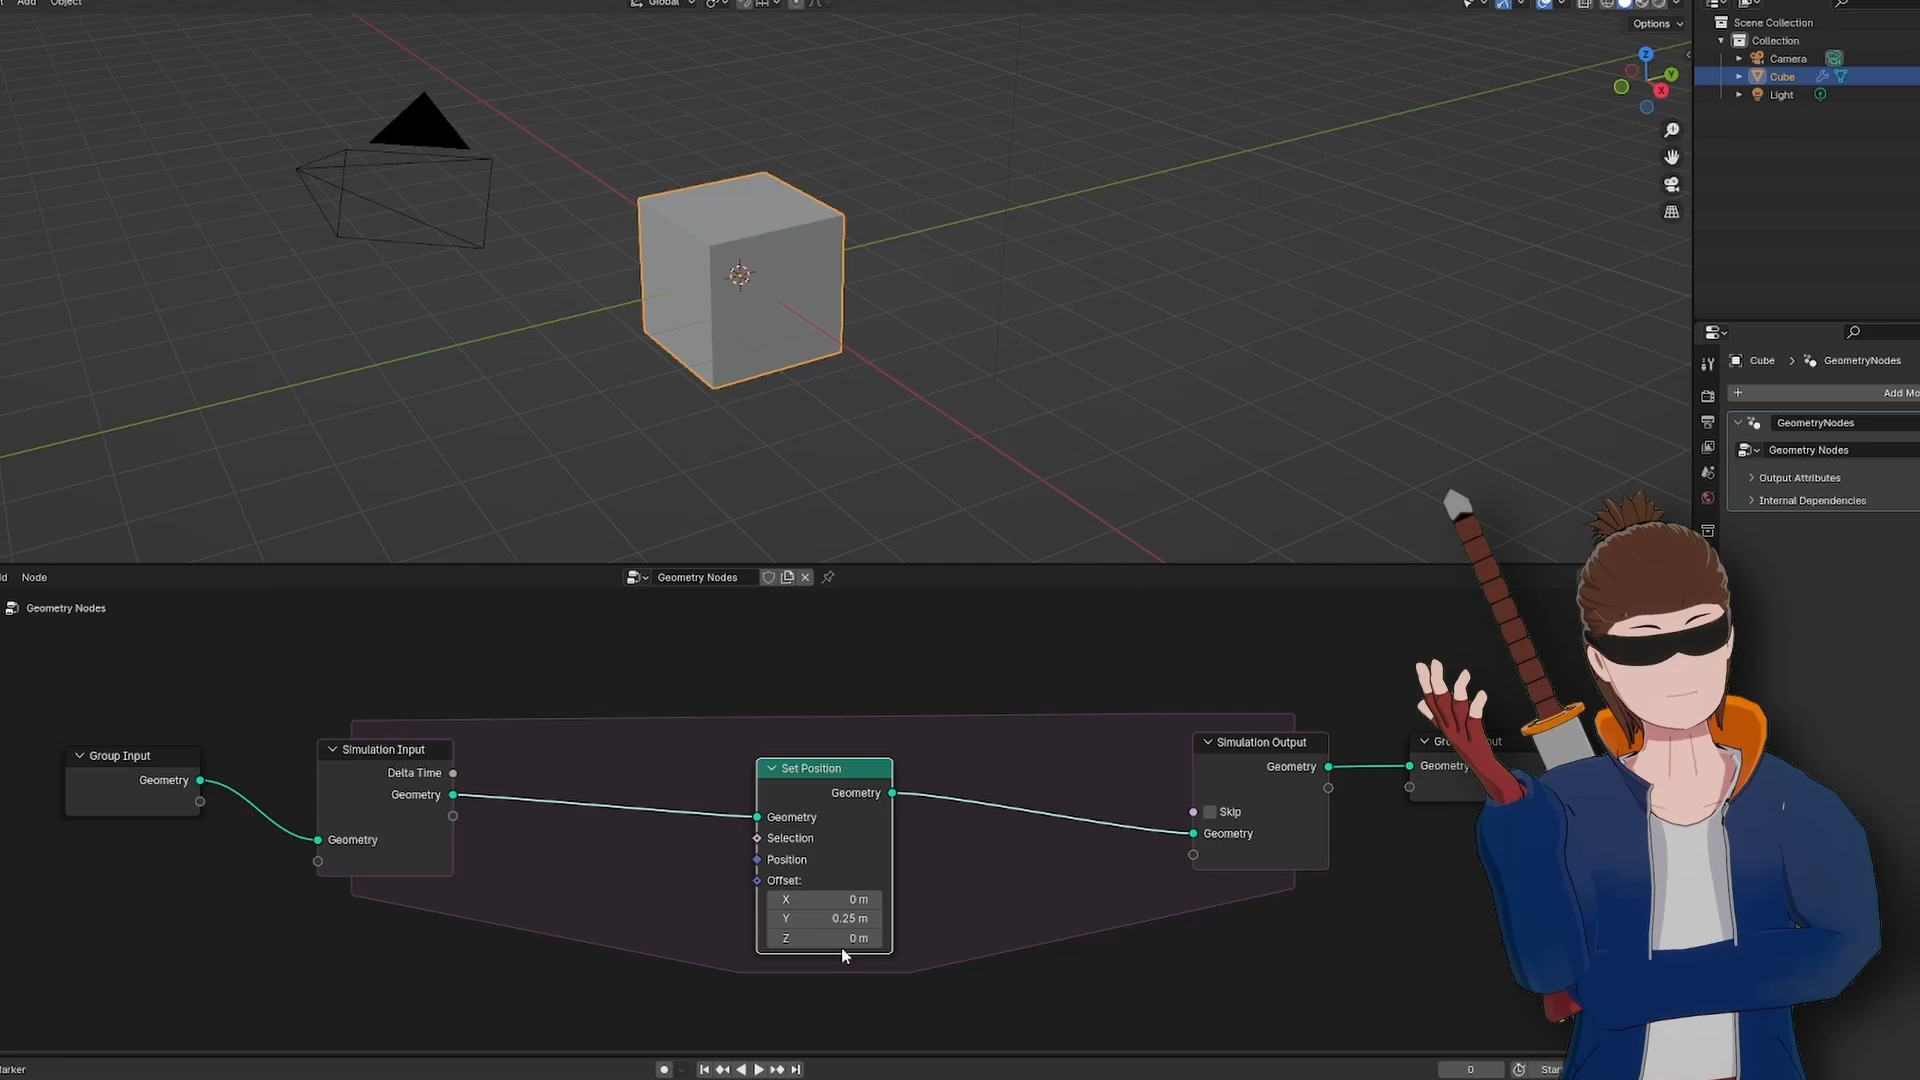 Add Object
Global
Options
Z
Y
X
Scene Collection
Collection
Camera
Cube
Light
Cube > GeometryNodes
Add Mo
GeometryNodes
Geometry Nodes
Output Attributes
Internal Dependencies
Node
Geometry Nodes
Geometry Nodes
Group Input
Geometry
Simulation Input
Delta Time
Geometry
Geometry
Set Position
Geometry
Geometry
Selection
Position
Offset:
X 0 m
Y 0.25 m
Z 0 m
Simulation Output
Geometry
Skip
Geometry
Geometry
arker
0
Star